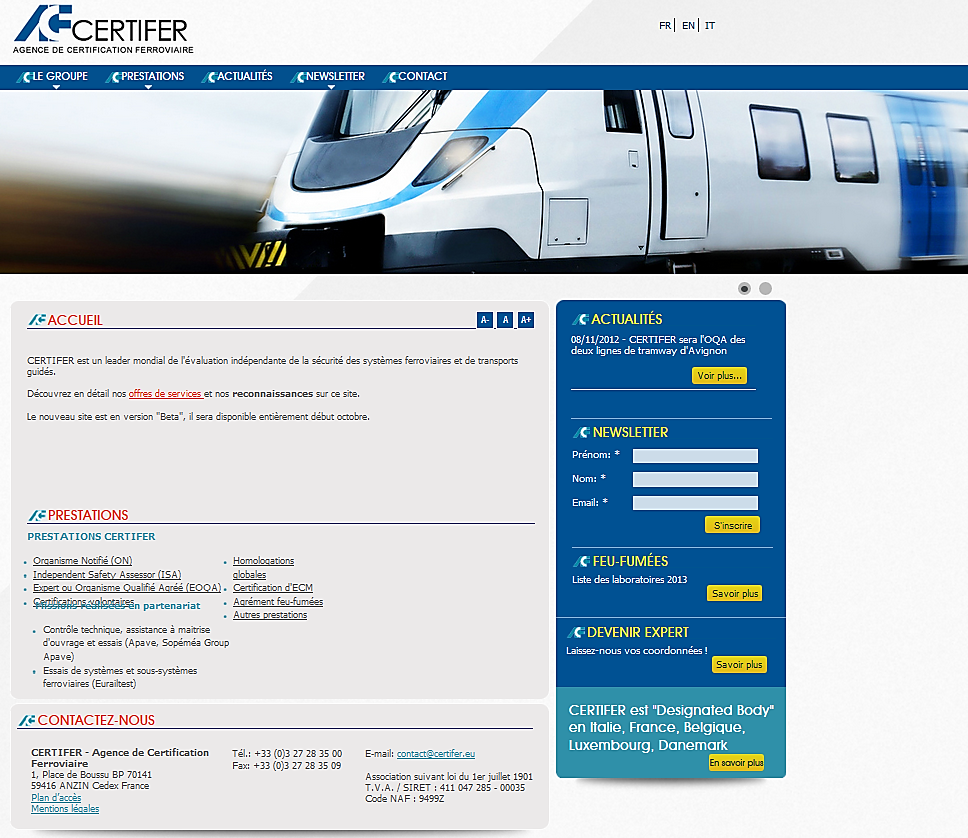 CERTIFER
AGENCE DE CERTIFICATION FERROVIAIRE
FR EN IT
LE GROUPE PRESTATIONS ACTUALITÉS NEWSLETTER CONTACT
ACCUEIL
A- A A+
CERTIFER est un leader mondial de l'évaluation indépendante de la sécurité des systèmes ferroviaires et de transports
guidés.
Découvrez en détail nos offres de services et nos reconnaissances sur ce site.
Le nouveau site est en version "Beta", il sera disponible entièrement début octobre.
PRESTATIONS
PRESTATIONS CERTIFER
Organisme Notifié (ON)
Independent Safety Assessor (ISA)
Expert ou Organisme Qualifié Agréé (EOQA)
Certifications volontaires
Homologations
globales
Certification d'ECM
Agrément feu-fumées
Autres prestations
Missions réalisées en partenariat
Contrôle technique, assistance à maitrise
d'ouvrage et essais (Apave, Sopéméa Group
Apave)
Essais de systèmes et sous-systèmes
ferroviaires (Eurailtest)
CONTACTEZ-NOUS
CERTIFER - Agence de Certification
Ferroviaire
1, Place de Boussu BP 70141
59416 ANZIN Cedex France
Plan d'accès
Mentions légales
Tél.: +33 (0)3 27 28 35 00
Fax: +33 (0)3 27 28 35 09
E-mail: contact@certifer.eu
Association suivant loi du 1er juillet 1901
T.V.A. / SIRET : 411 047 285 - 00035
Code NAF : 9499Z
ACTUALITÉS
08/11/2012 - CERTIFER sera l'OQA des
deux lignes de tramway d'Avignon
Voir plus...
NEWSLETTER
Prénom: *
Nom: *
Email: *
S'inscrire
FEU-FUMÉES
Liste des laboratoires 2013
Savoir plus
DEVENIR EXPERT
Laissez-nous vos coordonnées !
Savoir plus
CERTIFER est "Designated Body"
en Italie, France, Belgique,
Luxembourg, Danemark
En savoir plus